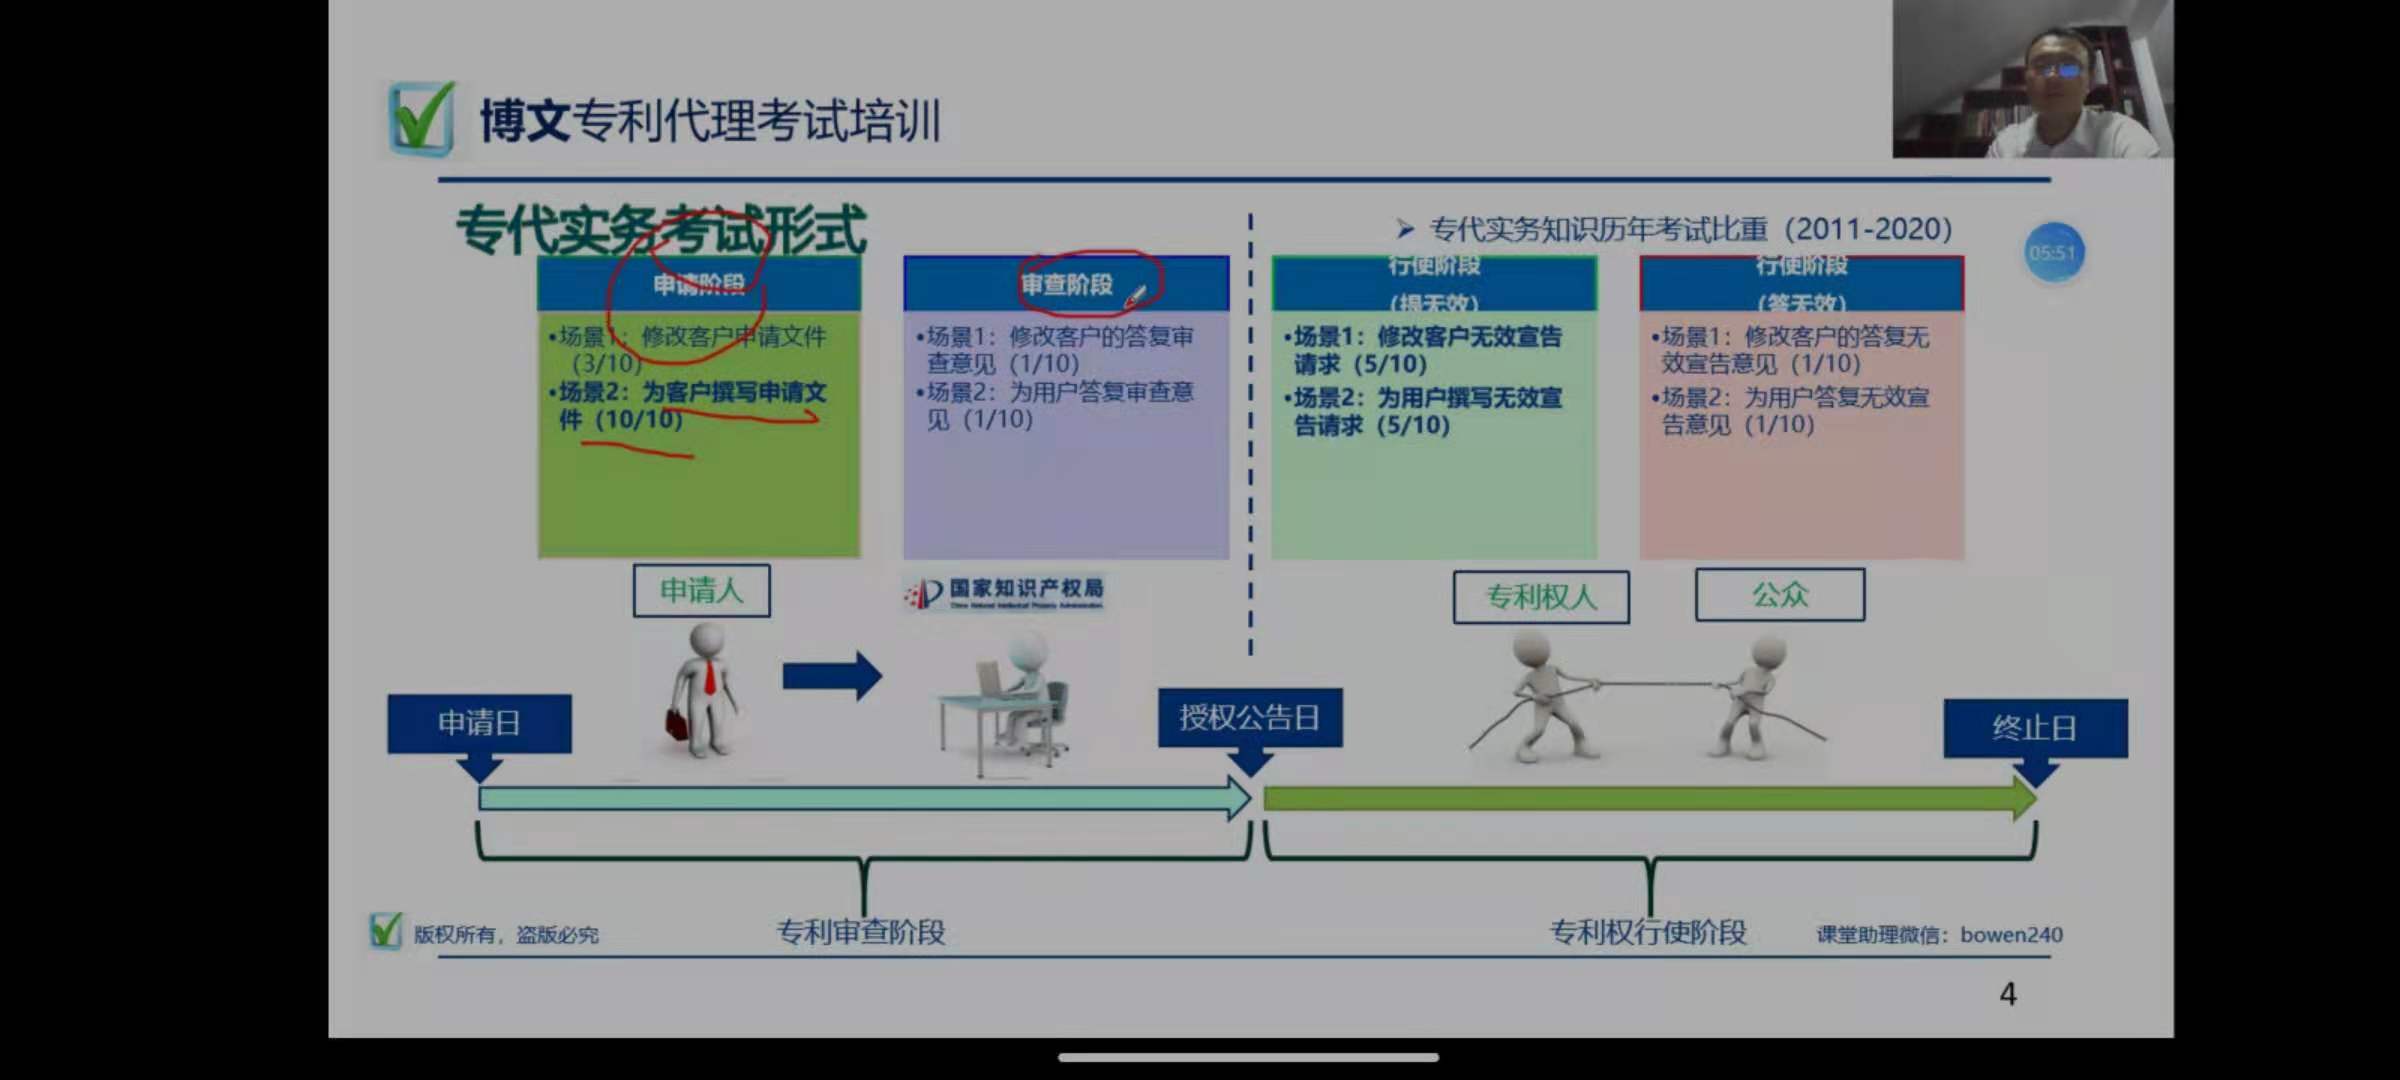 博文专利代理考试培训
专代实务考试形式
➢ 专代实务知识历年考试比重（2011-2020）
05:51
申请阶段
•场景1：修改客户申请文件
（3/10）
•场景2：为客户撰写申请文
件（10/10）
审查阶段
•场景1：修改客户的答复审
查意见（1/10）
•场景2：为用户答复审查意
见（1/10）
行使阶段
（提无效）
•场景1：修改客户无效宣告
请求（5/10）
•场景2：为用户撰写无效宣
告请求（5/10）
行使阶段
（答无效）
•场景1：修改客户的答复无
效宣告意见（1/10）
•场景2：为用户答复无效宣
告意见（1/10）
申请人
国家知识产权局
China National Intellectual Property Administration
专利权人
公众
申请日
授权公告日
终止日
专利审查阶段
专利权行使阶段
版权所有，盗版必究
课堂助理微信：bowen240
4